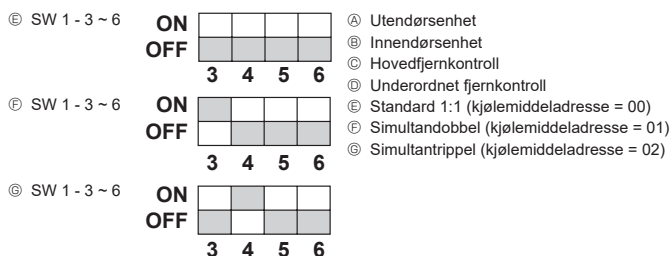 Ⓔ SW 1 - 3 ~ 6
ON
OFF
3 4 5 6
Ⓕ SW 1 - 3 ~ 6
ON
OFF
3 4 5 6
Ⓖ SW 1 - 3 ~ 6
ON
OFF
3 4 5 6
Ⓐ Utendørsenhet
Ⓑ Innendørsenhet
Ⓒ Hovedfjernkontroll
Ⓓ Underordnet fjernkontroll
Ⓔ Standard 1:1 (kjølemiddeladresse = 00)
Ⓕ Simultandobbel (kjølemiddeladresse = 01)
Ⓖ Simultantrippel (kjølemiddeladresse = 02)